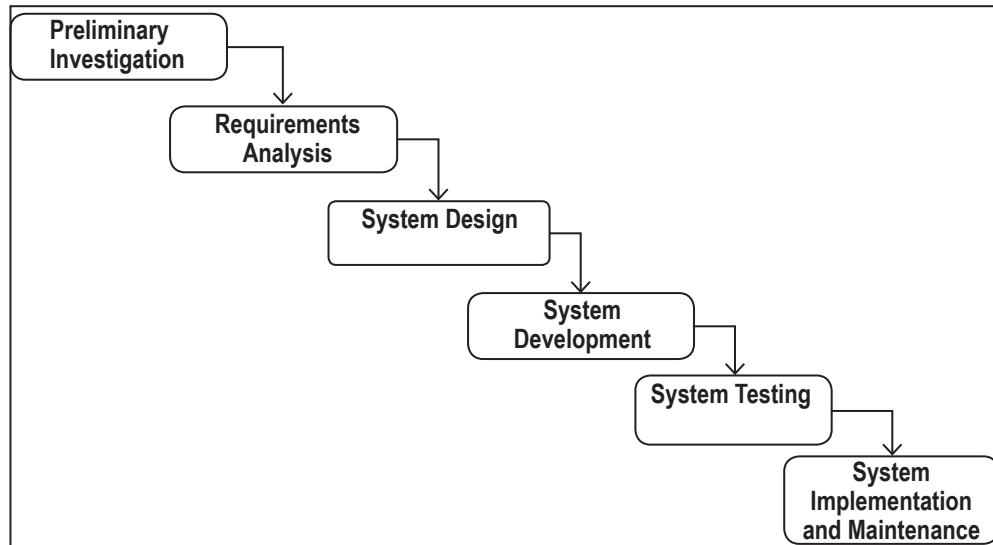 Preliminary
Investigation
Requirements
Analysis
System Design
System
Development
System Testing
System
Implementation
and Maintenance